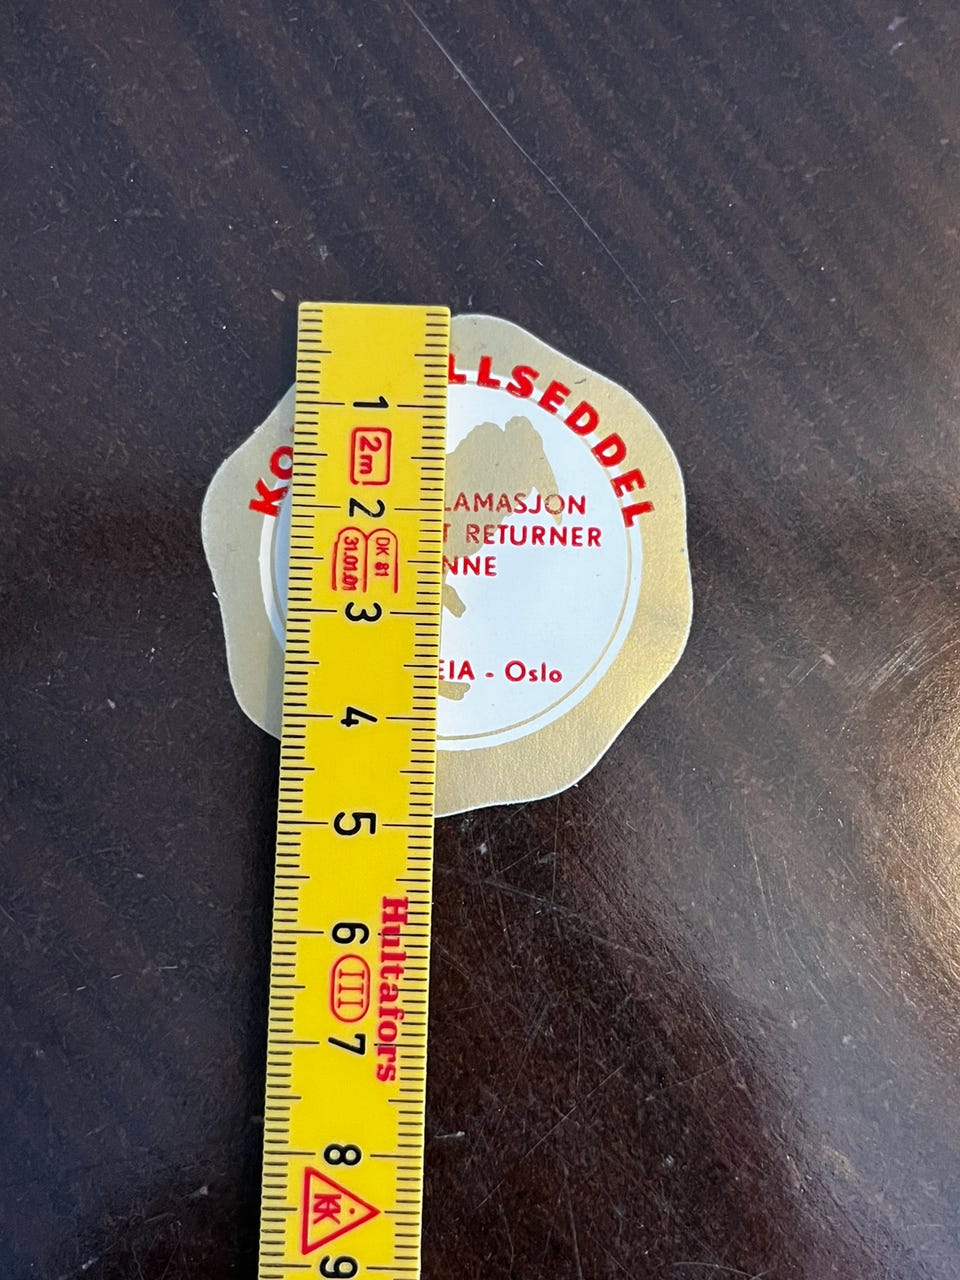 KO
LLSEDDEL
LAMASJON
T RETURNER
NNE
EIA - Oslo
1
2m
2
DK 81
31.01.01
3
4
5
6
III
Hultafors
7
8
9